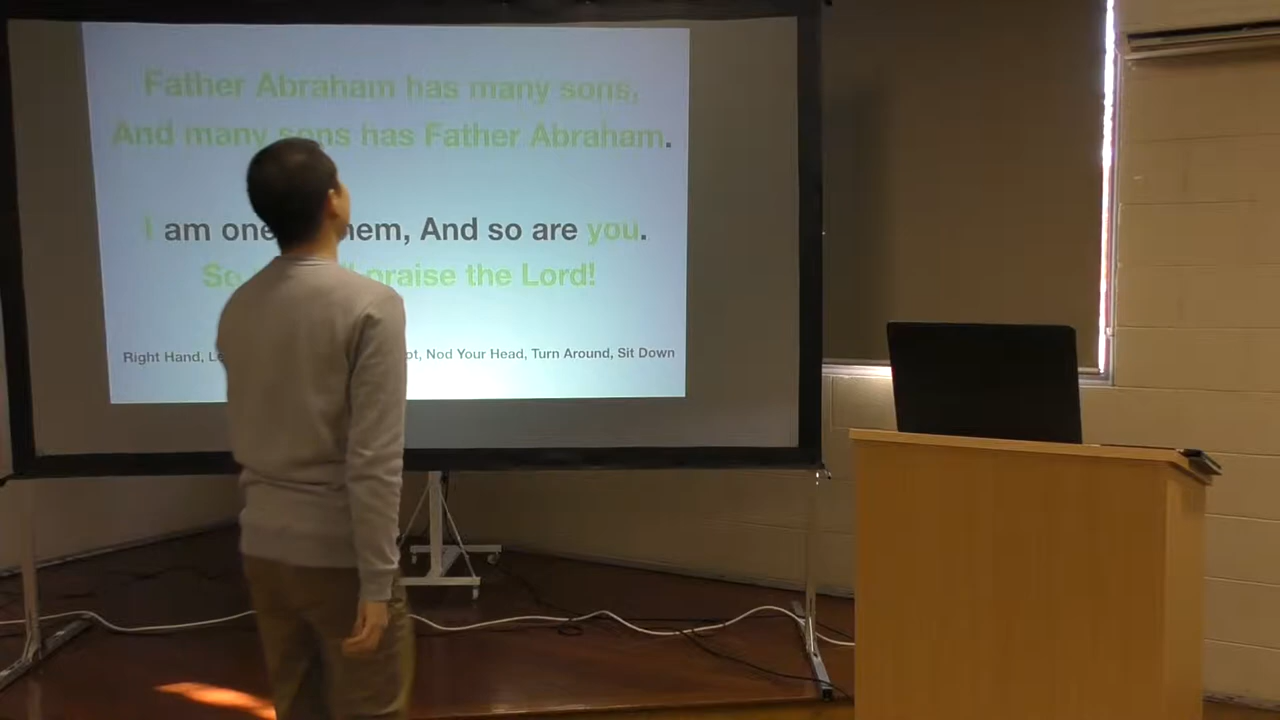 Father Abraham has many sons,
And many sons has Father Abraham.
I am one hem, And so are you.
So praise the Lord!
Right Hand, L ot, Nod Your Head, Turn Around, Sit Down